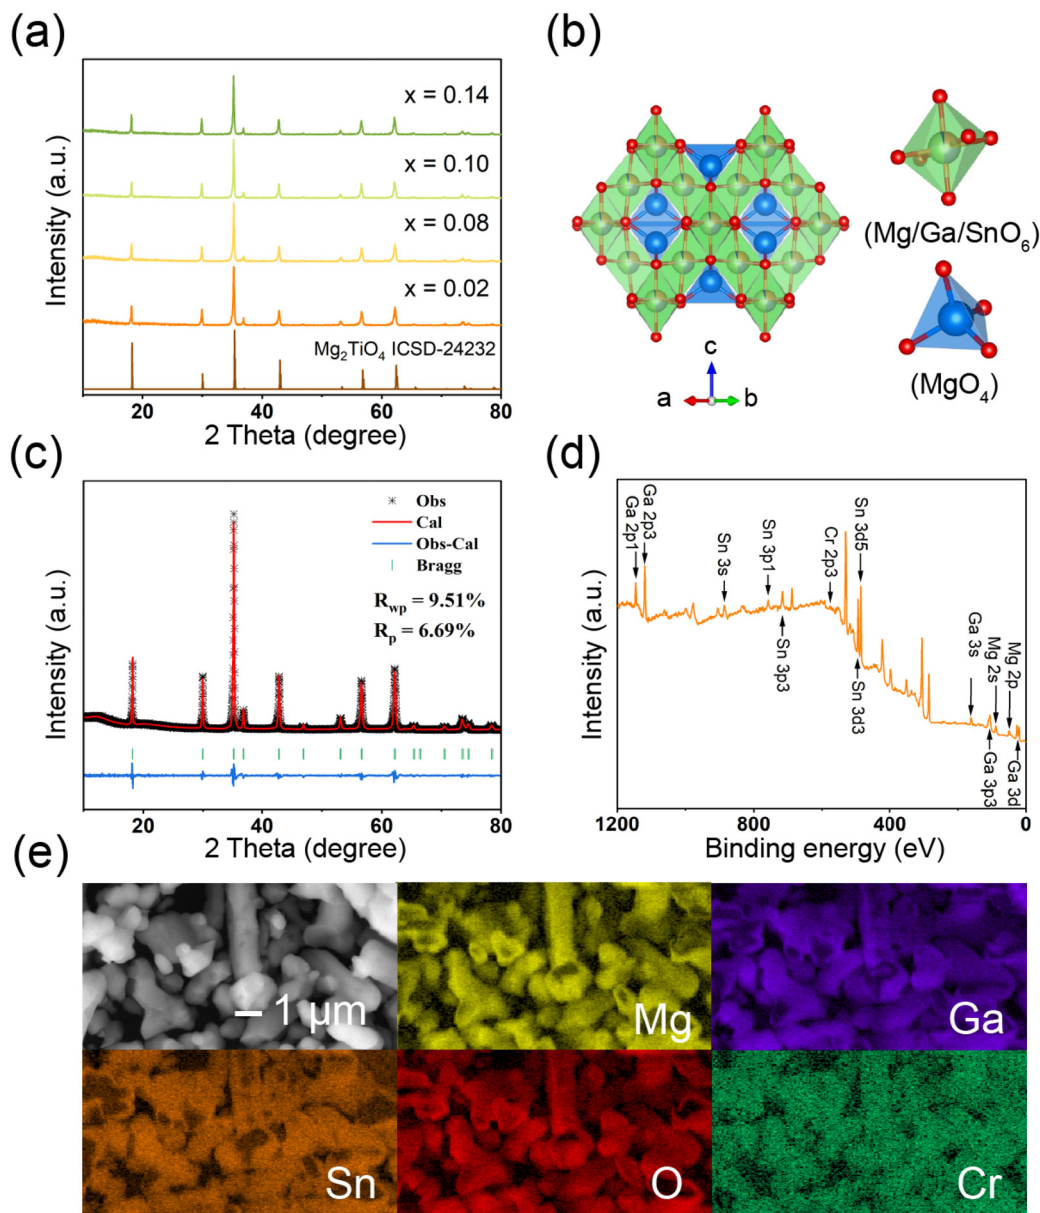 (a)
(b)
x = 0.14
x = 0.10
x = 0.08
x = 0.02
Mg₂TiO₄ ICSD-24232
Intensity (a.u.)
20
40
60
80
2 Theta (degree)
(Mg/Ga/SnO₆)
(MgO₄)
c
a
b
(c)
(d)
Obs
Cal
Obs-Cal
Bragg
Rwp = 9.51%
Rp = 6.69%
Intensity (a.u.)
20
40
60
80
2 Theta (degree)
Ga 2p1
Ga 2p3
Sn 3s
Sn 3p1
Sn 3p3
Cr 2p3
Sn 3d5
Sn 3d3
Ga 3s
Mg 2s
Mg 2p
Ga 3p3
Ga 3d
Intensity (a.u.)
1200
800
400
0
Binding energy (eV)
(e)
1 μm
Mg
Ga
Sn
O
Cr